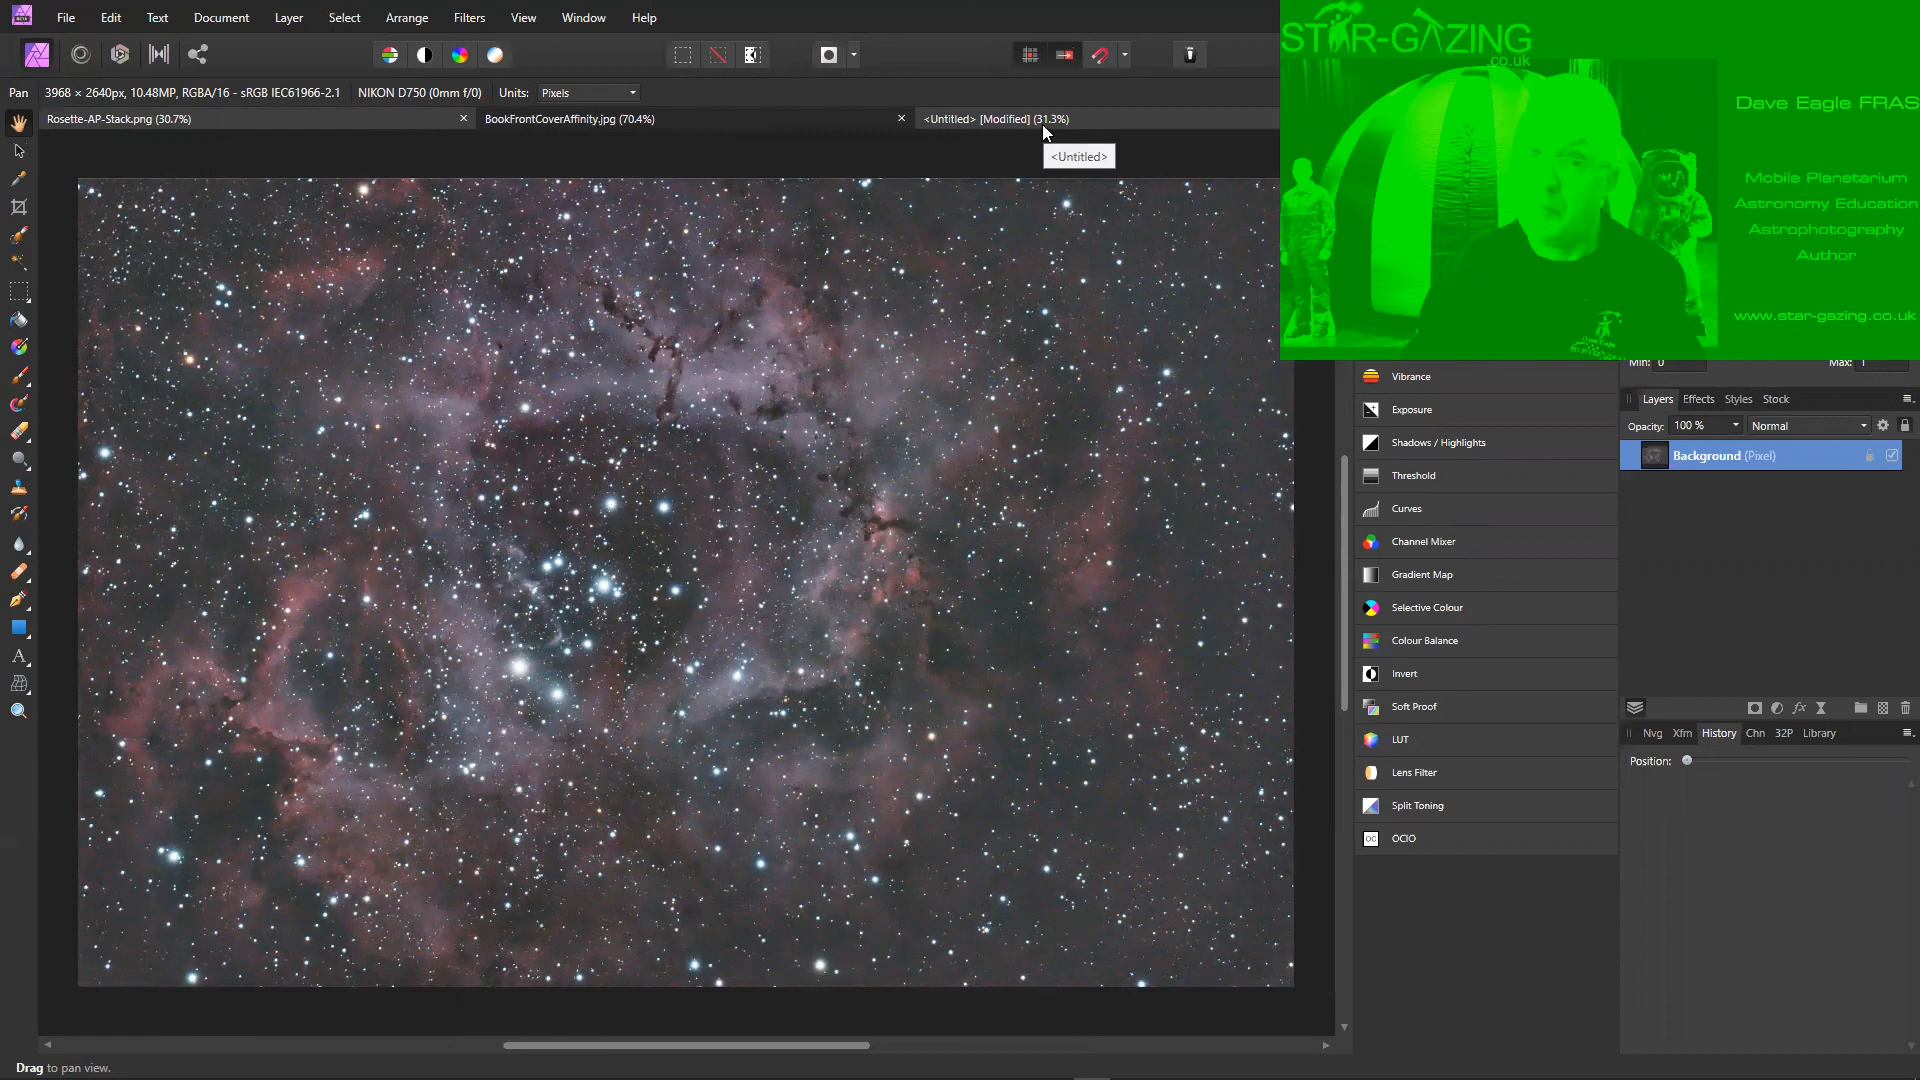 File Edit Text Document Layer Select Arrange Filters View Window Help
STAR-GAZING
.co.uk
Dave Eagle FRAS
Mobile Planetarium
Astronomy Education
Astrophotography
Author
www.star-gazing.co.uk
Pan 3968 × 2640px, 10.48MP, RGBA/16 - sRGB IEC61966-2.1 NIKON D750 (0mm f/0) Units: Pixels
Rosette-AP-Stack.png (30.7%) BookFrontCoverAffinity.jpg (70.4%) <Untitled> [Modified] (31.3%)
<Untitled>
Min: 0 Max: 1
Vibrance
Exposure
Shadows / Highlights
Threshold
Curves
Channel Mixer
Gradient Map
Selective Colour
Colour Balance
Invert
Soft Proof
LUT
Lens Filter
Split Toning
OC OCIO
Layers Effects Styles Stock
Opacity: 100 % Normal
Background (Pixel)
fx
Nvg Xfm History Chn 32P Library
Position:
Drag to pan view.